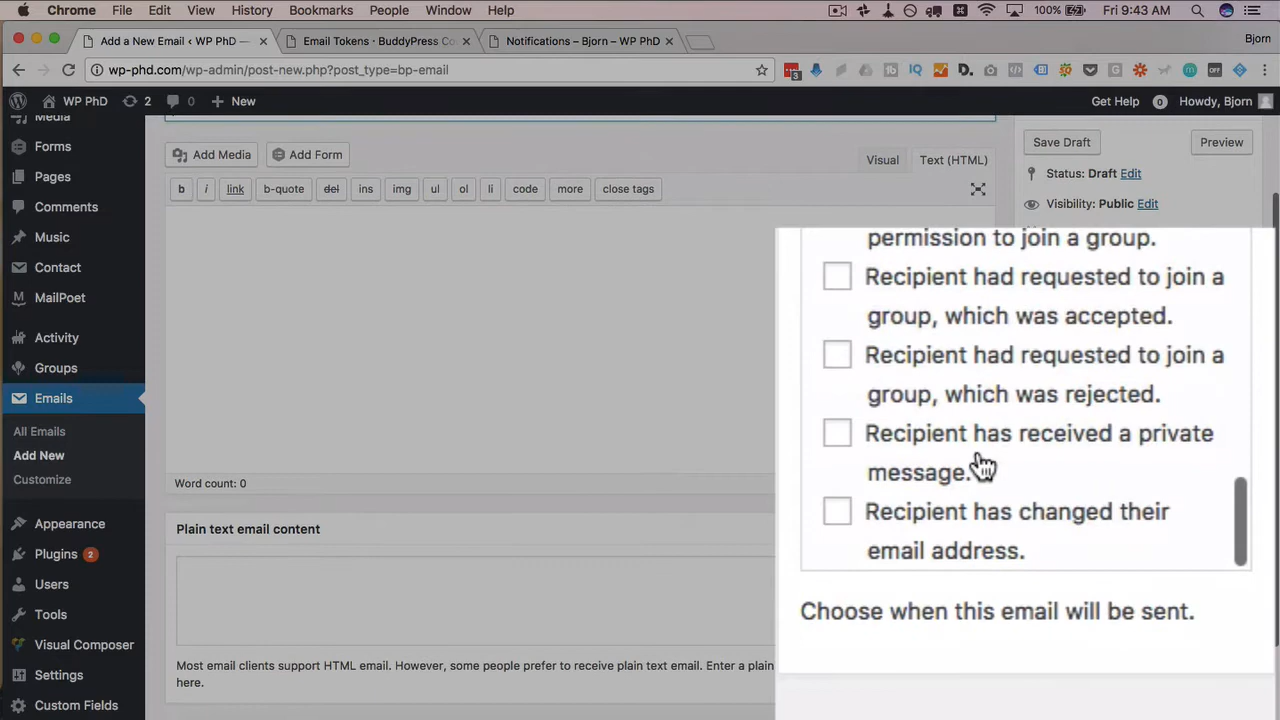 Chrome File Edit View History Bookmarks People Window Help 100% Fri 9:43 AM
Add a New Email ‹ WP PhD — Email Tokens · BuddyPress Co Notifications – Bjorn – WP PhD Bjorn
wp-phd.com/wp-admin/post-new.php?post_type=bp-email
WP PhD 2 New Get Help 0 Howdy, Bjorn
Media
Forms
Pages
Comments
Music
Contact
MailPoet
Activity
Groups
Emails
All Emails
Add New
Customize
Appearance
Plugins 2
Users
Tools
Visual Composer
Settings
Custom Fields
Add Media Add Form Visual Text (HTML)
b i link b-quote del ins img ul ol li code more close tags
Word count: 0
Plain text email content
Most email clients support HTML email. However, some people prefer to receive plain text email. Enter a plain
here.
Save Draft Preview
Status: Draft Edit
Visibility: Public Edit
permission to join a group.
Recipient had requested to join a
group, which was accepted.
Recipient had requested to join a
group, which was rejected.
Recipient has received a private
message.
Recipient has changed their
email address.
Choose when this email will be sent.